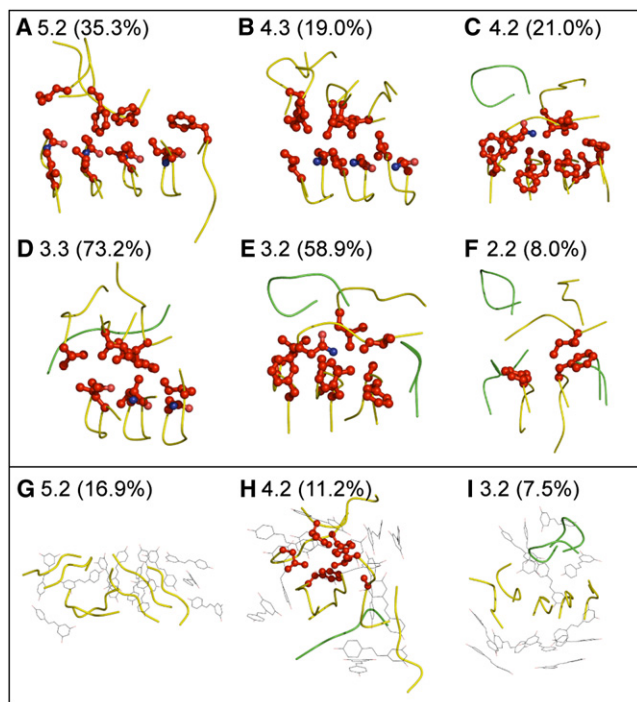 A 5.2 (35.3%)
B 4.3 (19.0%)
C 4.2 (21.0%)
D 3.3 (73.2%)
E 3.2 (58.9%)
F 2.2 (8.0%)
G 5.2 (16.9%)
H 4.2 (11.2%)
I 3.2 (7.5%)